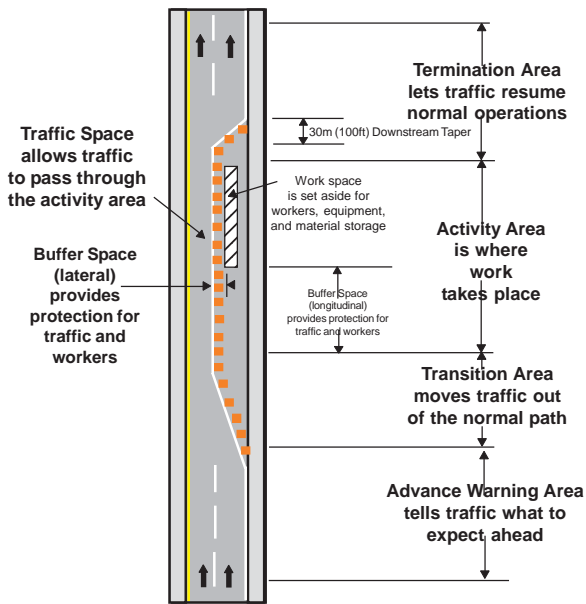 Termination Area
lets traffic resume
normal operations
30m (100ft) Downstream Taper
Traffic Space
allows traffic
to pass through
the activity area
Work space
is set aside for
workers, equipment,
and material storage
Activity Area
is where
work
takes place
Buffer Space
(lateral)
provides
protection for
traffic and
workers
Buffer Space
(longitudinal)
provides protection for
traffic and workers
Transition Area
moves traffic out
of the normal path
Advance Warning Area
tells traffic what to
expect ahead